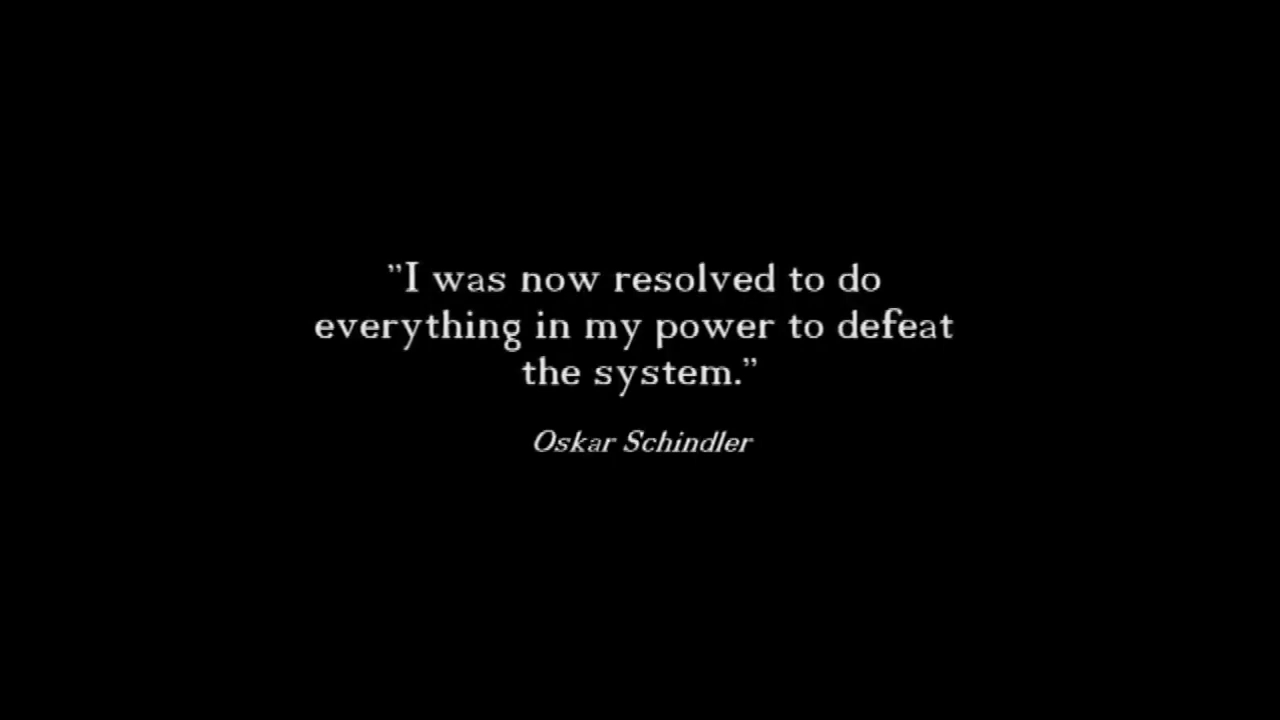 ”I was now resolved to do
everything in my power to defeat
the system.”
Oskar Schindler